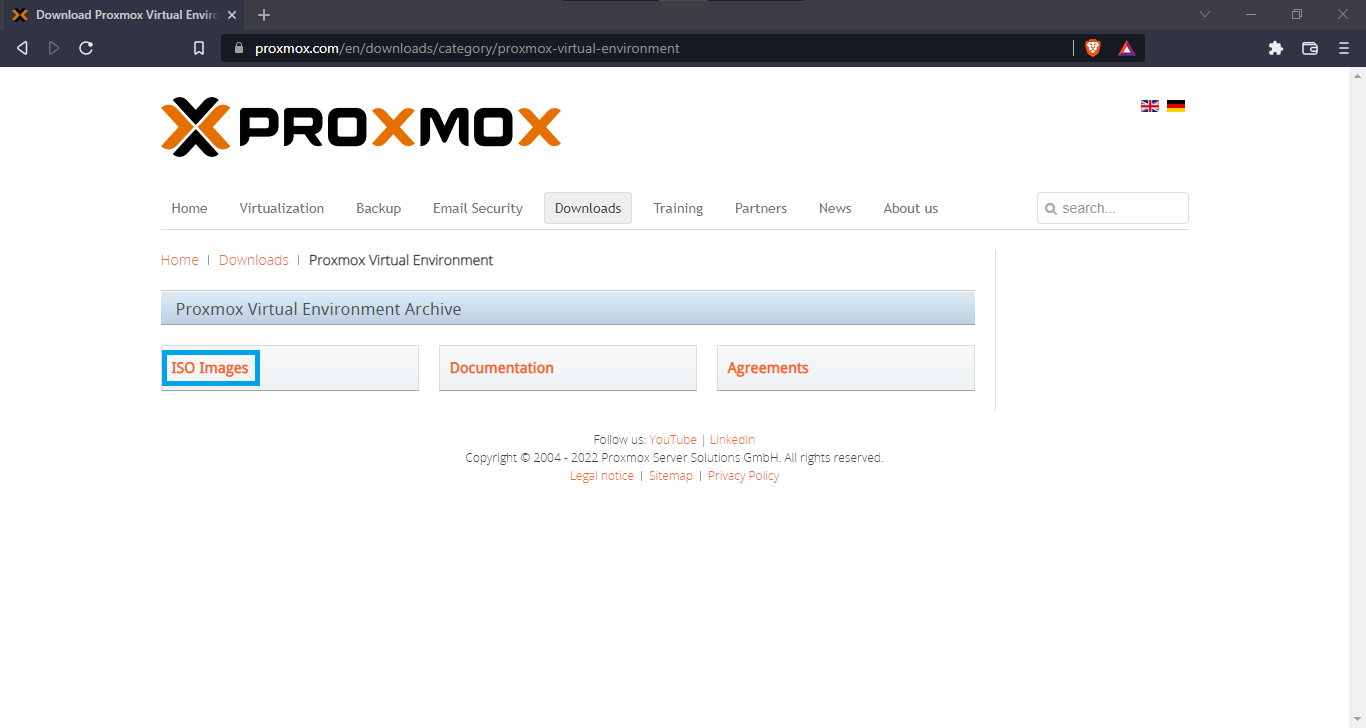 Download Proxmox Virtual Enviro
proxmox.com/en/downloads/category/proxmox-virtual-environment
PROXMOX
Home Virtualization Backup Email Security Downloads Training Partners News About us search...
Home | Downloads | Proxmox Virtual Environment
Proxmox Virtual Environment Archive
ISO Images Documentation Agreements
Follow us: YouTube | LinkedIn
Copyright © 2004 - 2022 Proxmox Server Solutions GmbH. All rights reserved.
Legal notice | Sitemap | Privacy Policy